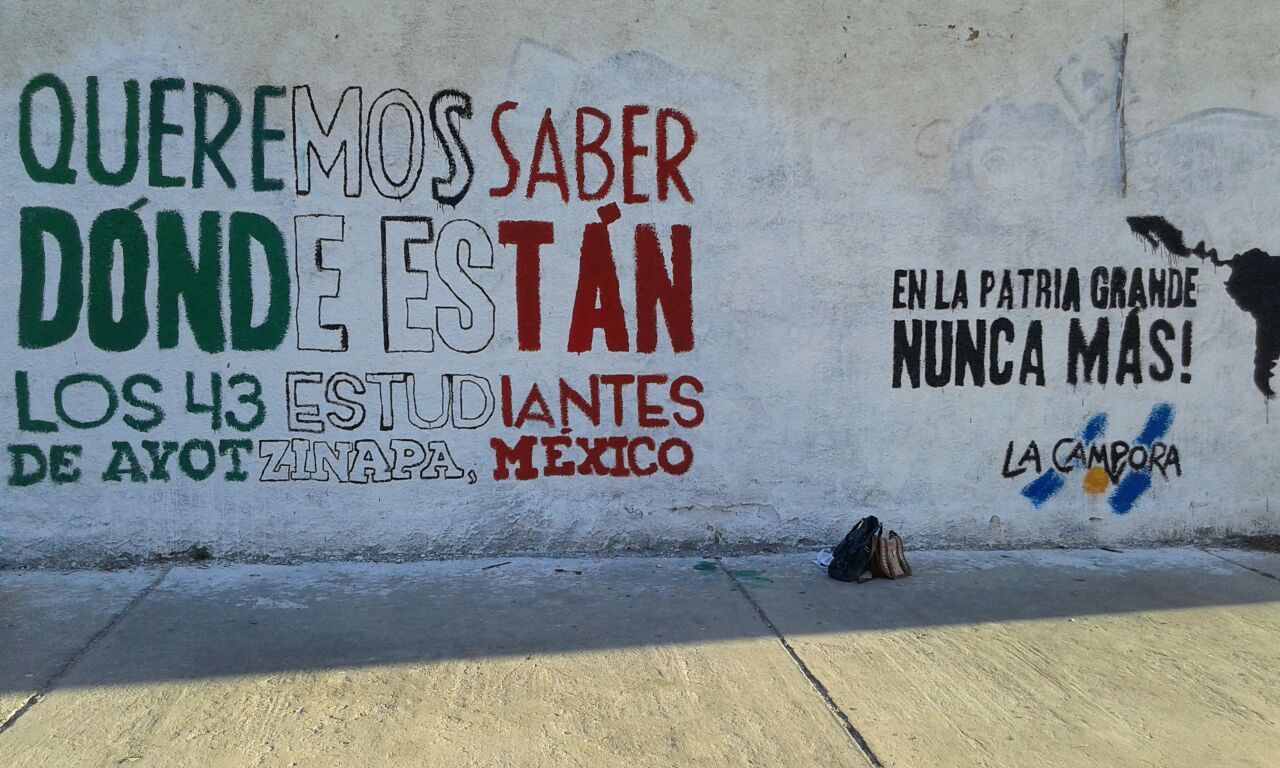 QUEREMOS SABER
DÓNDE ESTÁN
LOS 43 ESTUDIANTES
DE AYOTZINAPA, MÉXICO
EN LA PATRIA GRANDE
NUNCA MÁS!
LA CAMPORA